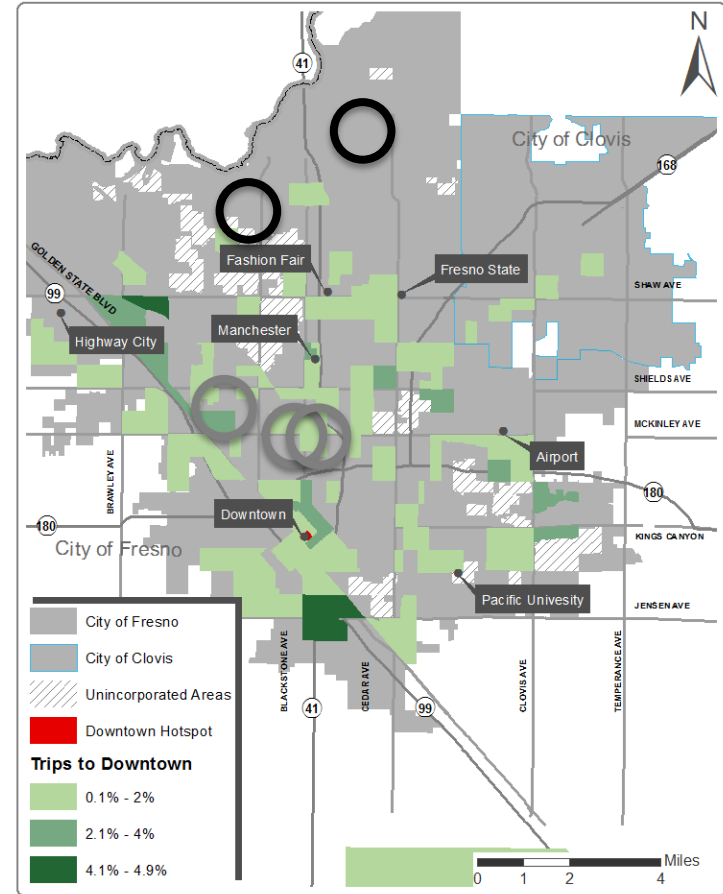 N
41
City of Clovis
168
GOLDEN STATE BLVD
Fashion Fair
Fresno State
99
SHAW AVE
Highway City
Manchester
SHIELDS AVE
MCKINLEY AVE
Airport
BRAWLEY AVE
180
Downtown
180
City of Fresno
KINGS CANYON
Pacific Univesity
JENSEN AVE
City of Fresno
City of Clovis
Unincorporated Areas
Downtown Hotspot
Trips to Downtown
0.1% - 2%
2.1% - 4%
4.1% - 4.9%
BLACKSTONE AVE
CEDAR AVE
CLOVIS AVE
TEMPERANCE AVE
41
99
Miles
0 1 2 4